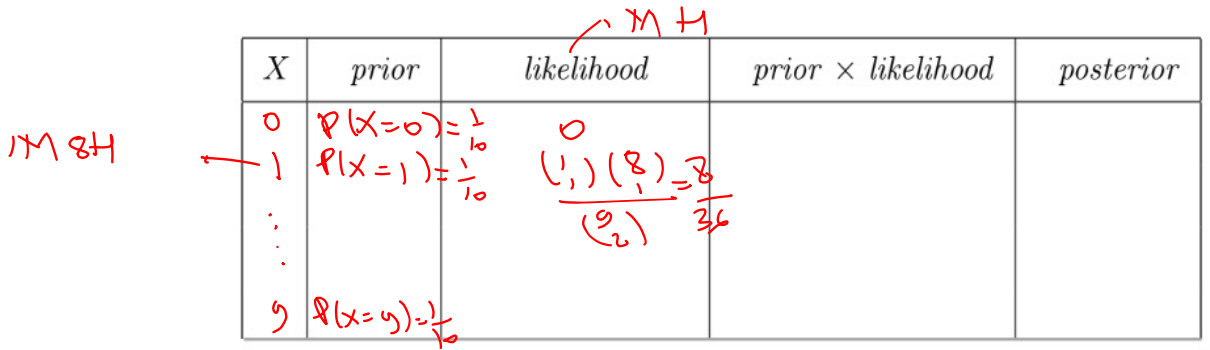 M H
X prior likelihood prior × likelihood posterior
0 P(X=0)=1/10 0
1M 8H 1 P(X=1)=1/10 (1 1)(8 1)/(9 2)=8/36
⋮
9 P(X=9)=1/10